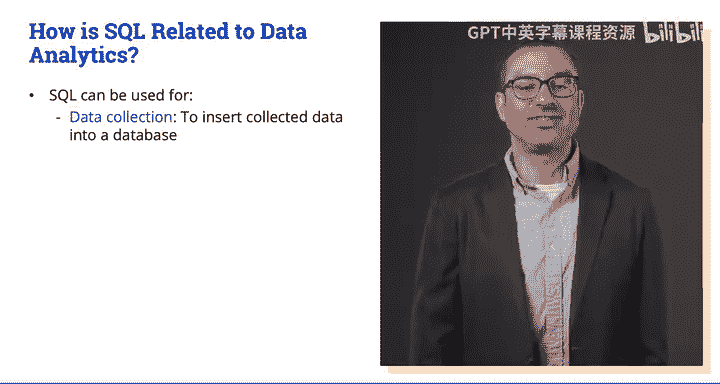 How is SQL Related to Data
Analytics?
• SQL can be used for:
- Data collection: To insert collected data
into a database
GPT中英字幕课程资源
bilibili